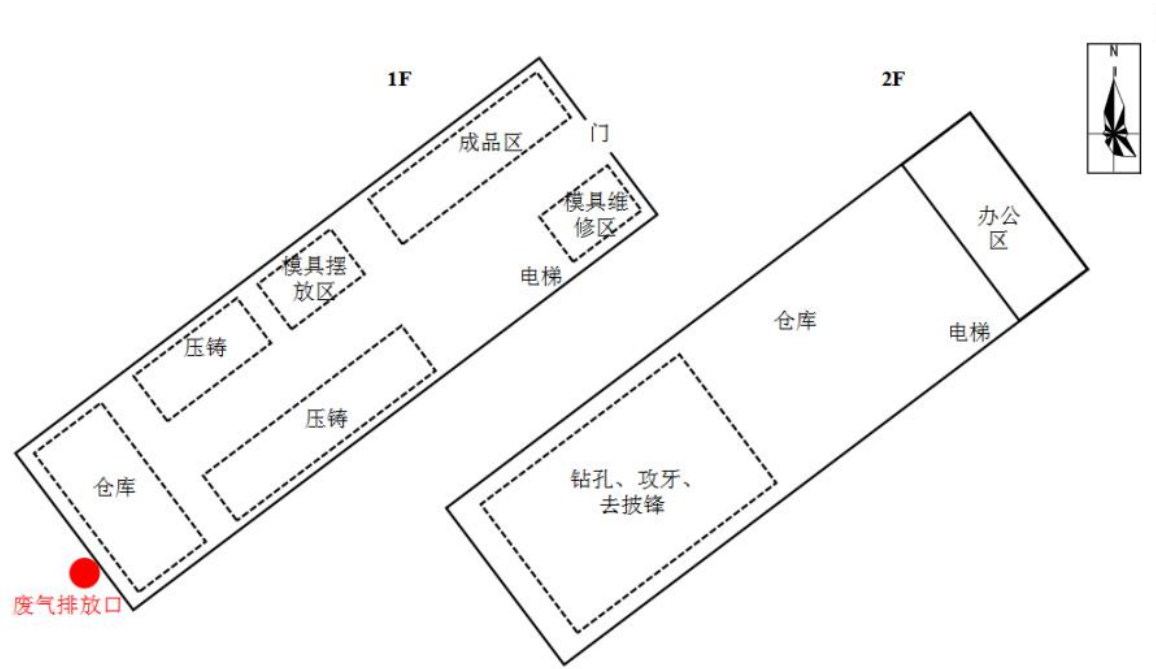 1F
2F
N
门
成品区
模具维
修区
电梯
模具摆
放区
压铸
压铸
仓库
废气排放口
办公
区
仓库
电梯
钻孔、攻牙、
去披锋